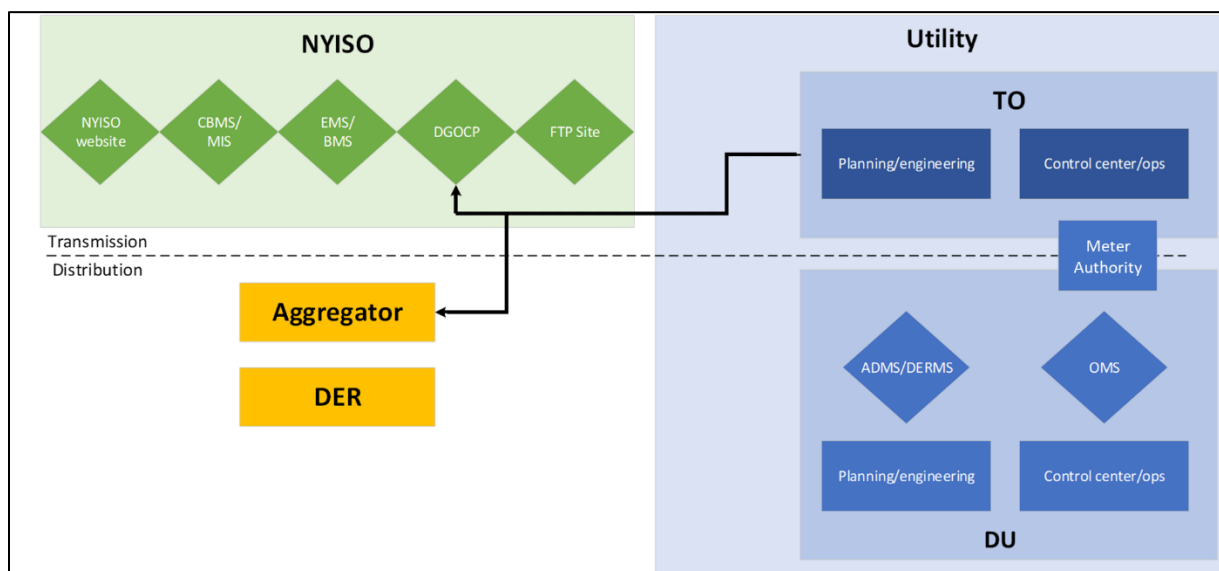 NYISO
Utility
NYISO
website
CBMS/
MIS
EMS/
BMS
DGOCP
FTP Site
TO
Planning/engineering
Control center/ops
Transmission
Distribution
Meter
Authority
Aggregator
DER
ADMS/DERMS
OMS
Planning/engineering
Control center/ops
DU